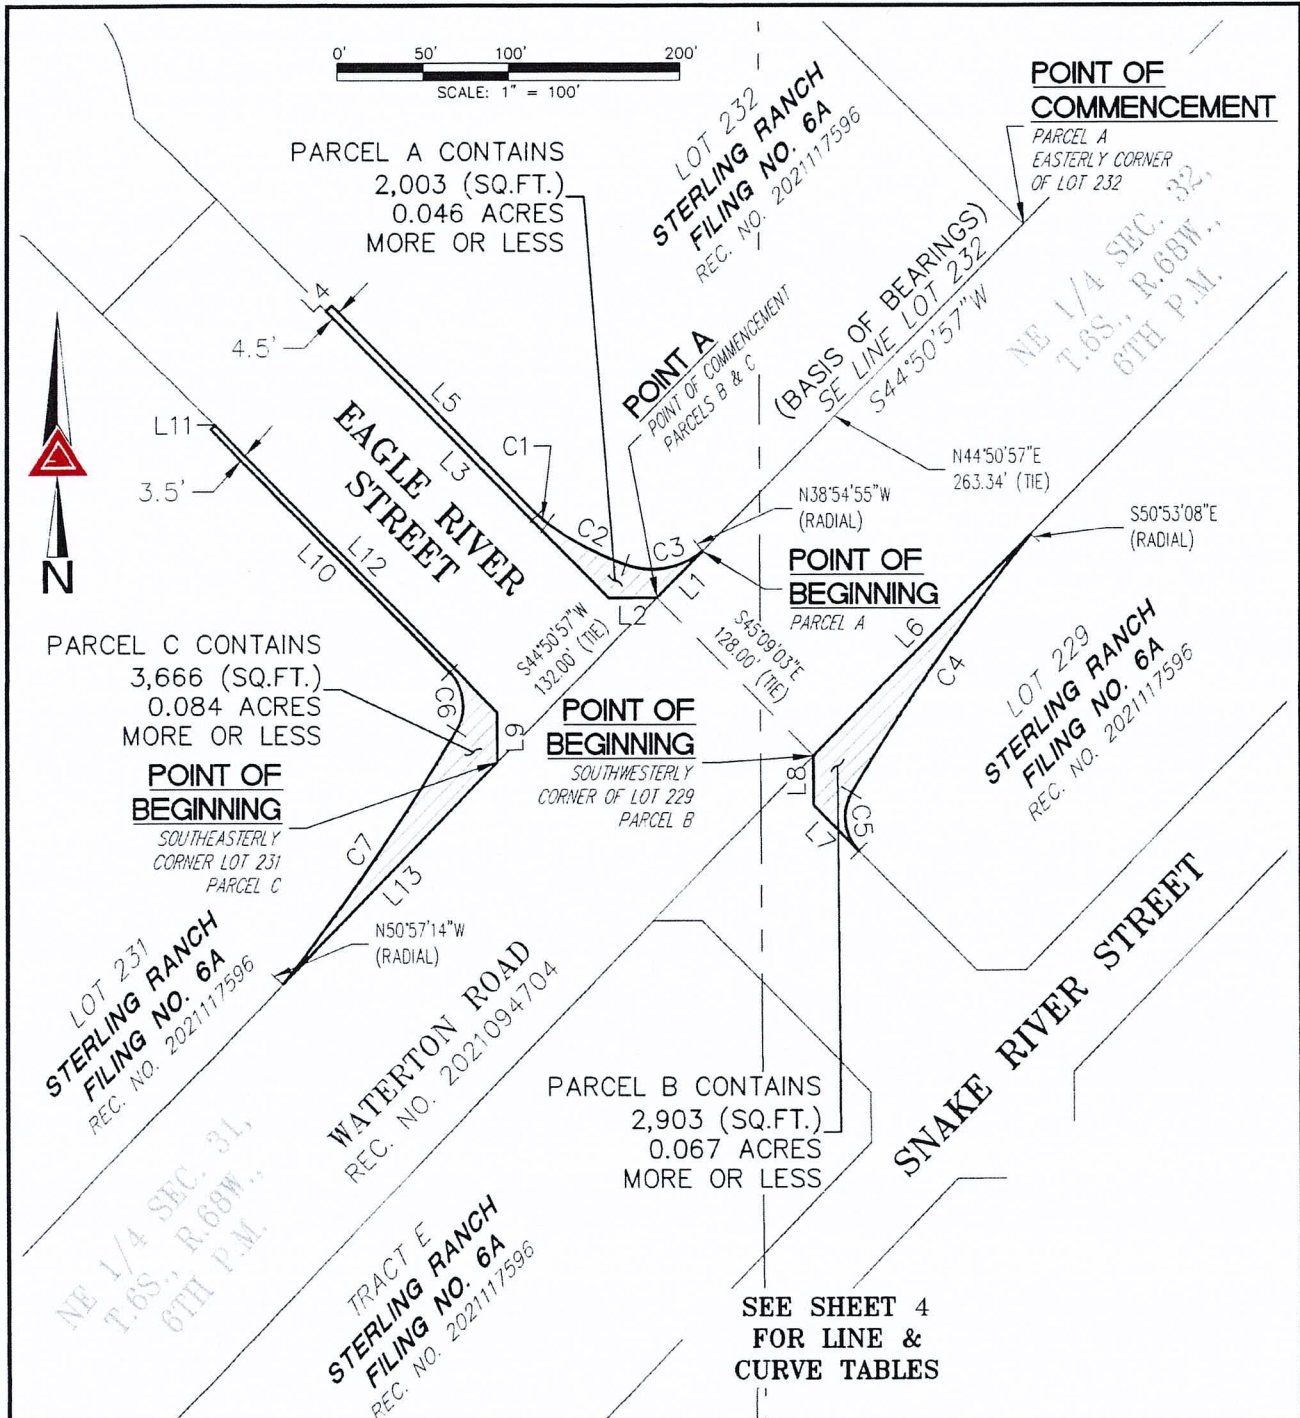 0' 50' 100' 200'
SCALE: 1" = 100'
POINT OF
COMMENCEMENT
PARCEL A
EASTERLY CORNER
OF LOT 232
PARCEL A CONTAINS
2,003 (SQ.FT.)
0.046 ACRES
MORE OR LESS
LOT 232
STERLING RANCH
FILING NO. 6A
REC. NO. 2021117596
NE 1/4 SEC. 32,
T.6S., R.68W.,
6TH P.M.
(BASIS OF BEARINGS)
SE LINE LOT 232
S44°50'57"W
L4
4.5'
L5
L3
POINT A
POINT OF COMMENCEMENT
PARCELS B & C
EAGLE RIVER
STREET
C1
C2
C3
L1
L2
N44°50'57"E
263.34' (TIE)
N38°54'55"W
(RADIAL)
S50°53'08"E
(RADIAL)
L11
3.5'
L10
L12
N
POINT OF
BEGINNING
PARCEL A
S44°50'57"W
132.00' (TIE)
S45°09'03"E
128.00' (TIE)
L6
C4
LOT 229
STERLING RANCH
FILING NO. 6A
REC. NO. 2021117596
PARCEL C CONTAINS
3,666 (SQ.FT.)
0.084 ACRES
MORE OR LESS
C6
L9
POINT OF
BEGINNING
SOUTHWESTERLY
CORNER OF LOT 229
PARCEL B
L8
L7
C5
POINT OF
BEGINNING
SOUTHEASTERLY
CORNER LOT 231
PARCEL C
C7
L13
N50°57'14"W
(RADIAL)
LOT 231
STERLING RANCH
FILING NO. 6A
REC. NO. 2021117596
WATERTON ROAD
REC. NO. 2021094704
SNAKE RIVER STREET
PARCEL B CONTAINS
2,903 (SQ.FT.)
0.067 ACRES
MORE OR LESS
NE 1/4 SEC. 31,
T.6S., R.68W.,
6TH P.M.
TRACT E
STERLING RANCH
FILING NO. 6A
REC. NO. 2021117596
SEE SHEET 4
FOR LINE &
CURVE TABLES